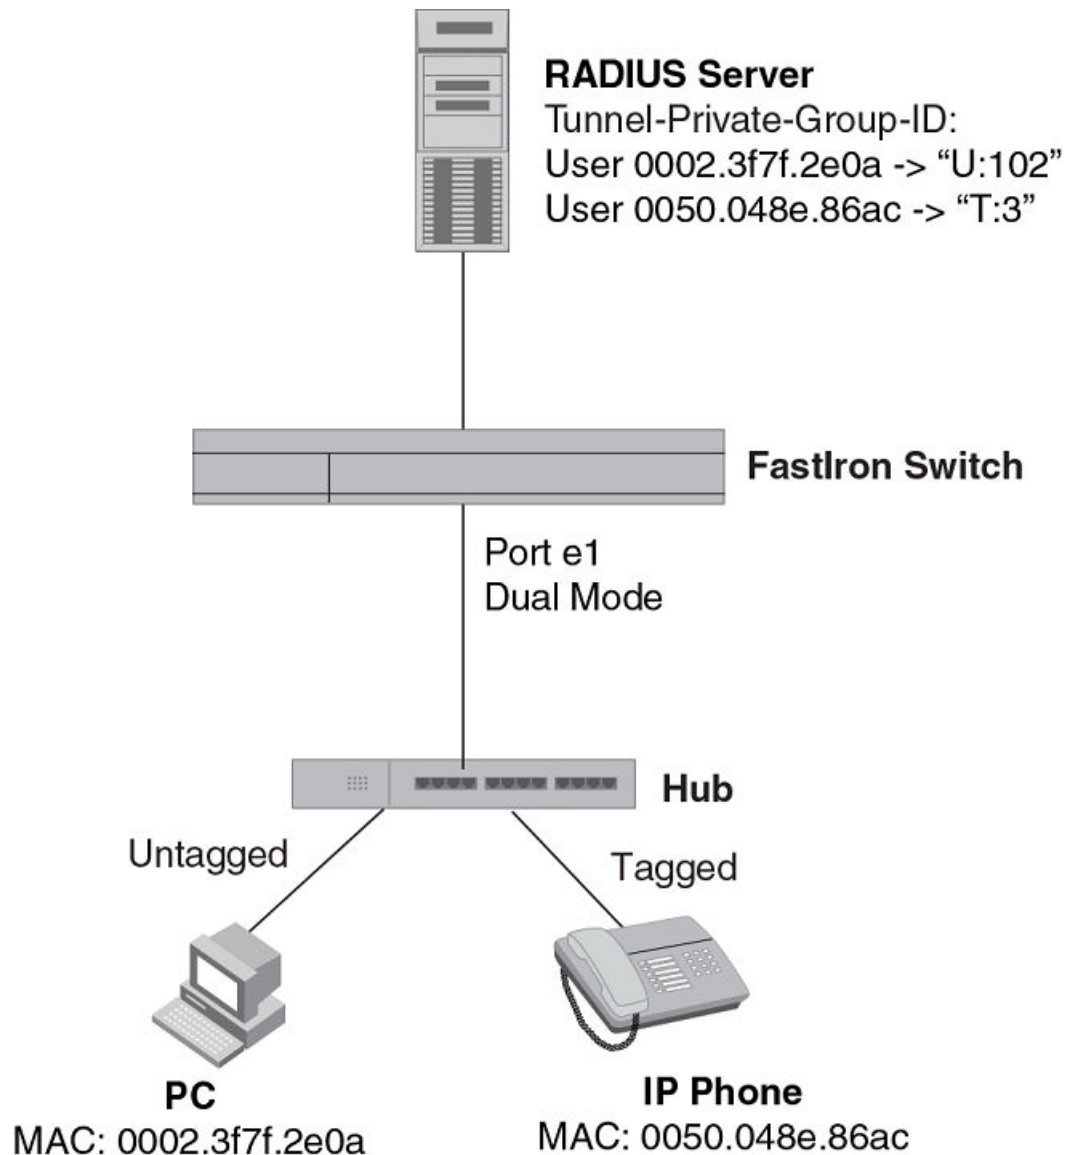 RADIUS Server
Tunnel-Private-Group-ID:
User 0002.3f7f.2e0a -> “U:102”
User 0050.048e.86ac -> “T:3”
FastIron Switch
Port e1
Dual Mode
Hub
Untagged
Tagged
PC
MAC: 0002.3f7f.2e0a
IP Phone
MAC: 0050.048e.86ac